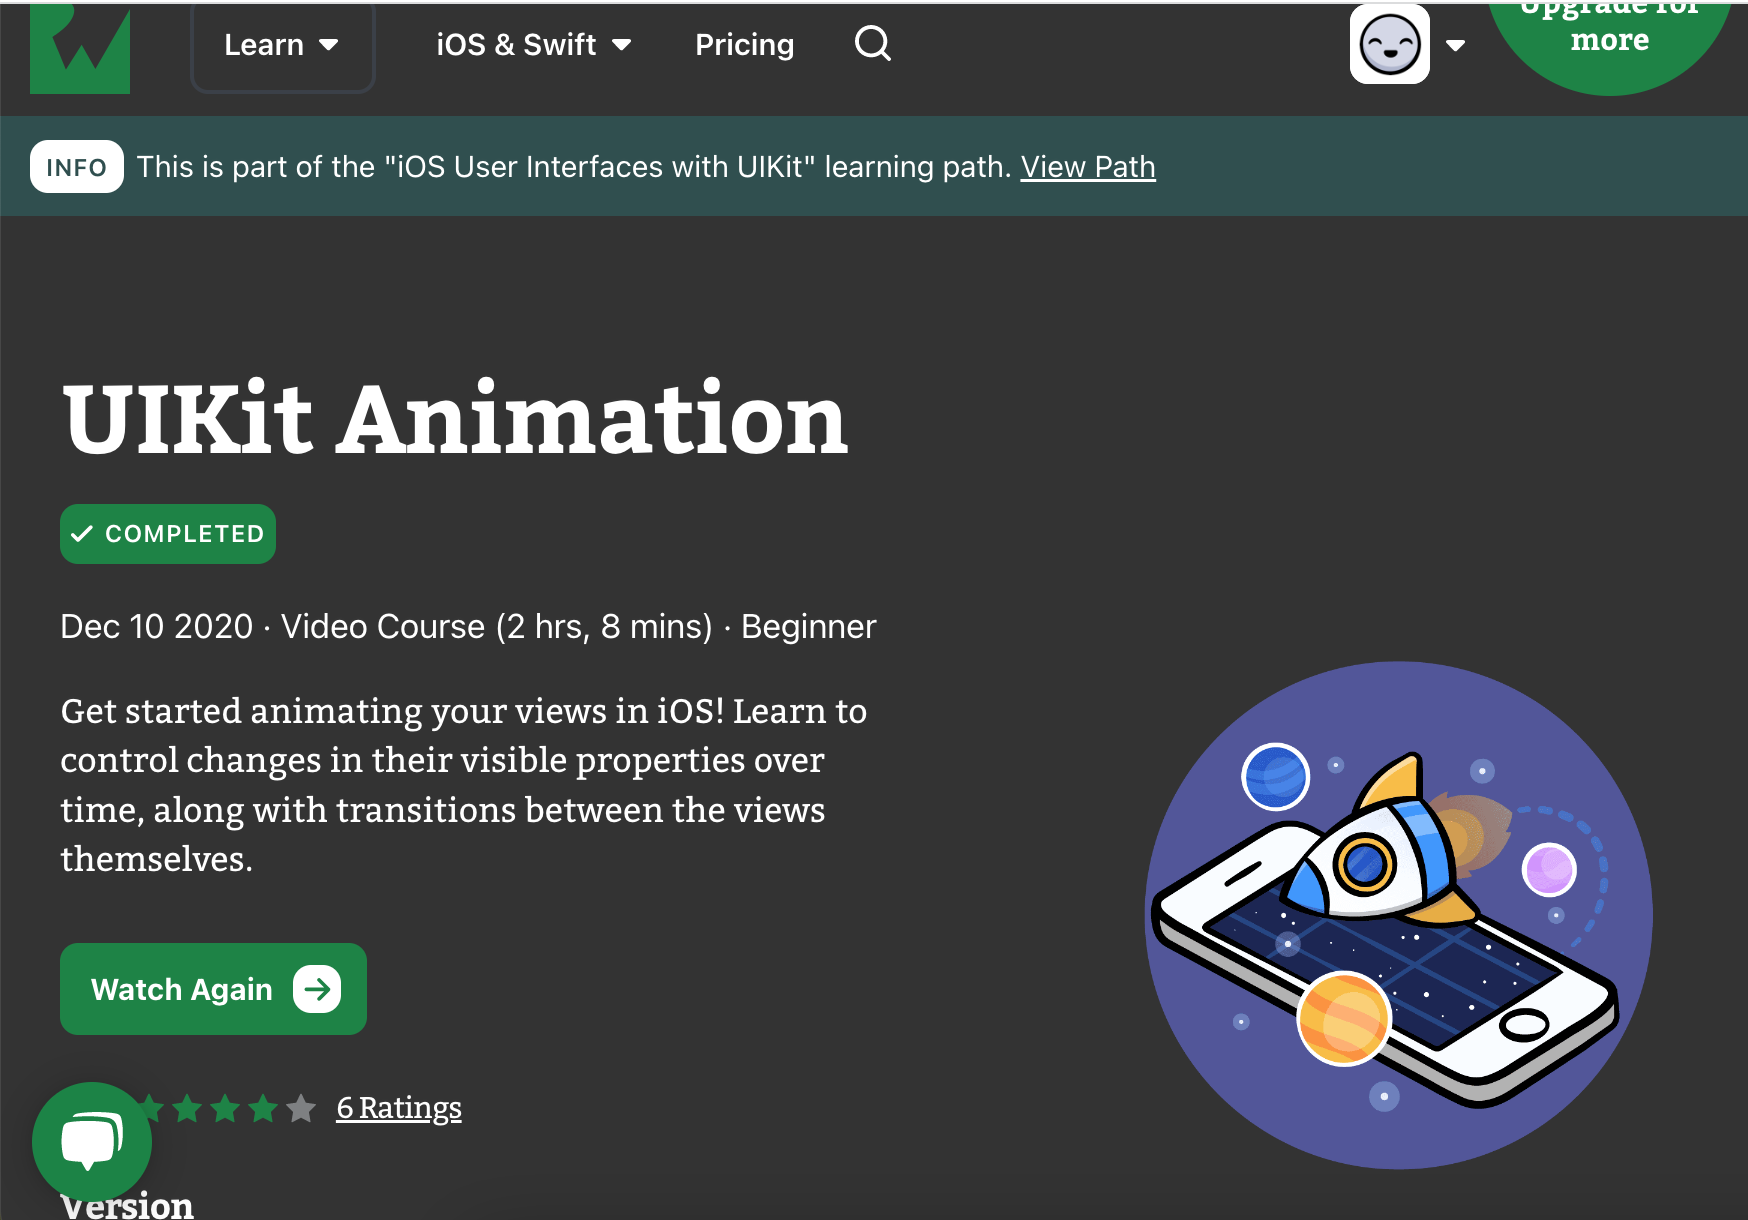 Learn
iOS & Swift
Pricing
Upgrade for
more
INFO
This is part of the "iOS User Interfaces with UIKit" learning path. View Path
UIKit Animation
COMPLETED
Dec 10 2020 · Video Course (2 hrs, 8 mins) · Beginner
Get started animating your views in iOS! Learn to
control changes in their visible properties over
time, along with transitions between the views
themselves.
Watch Again
6 Ratings
Version